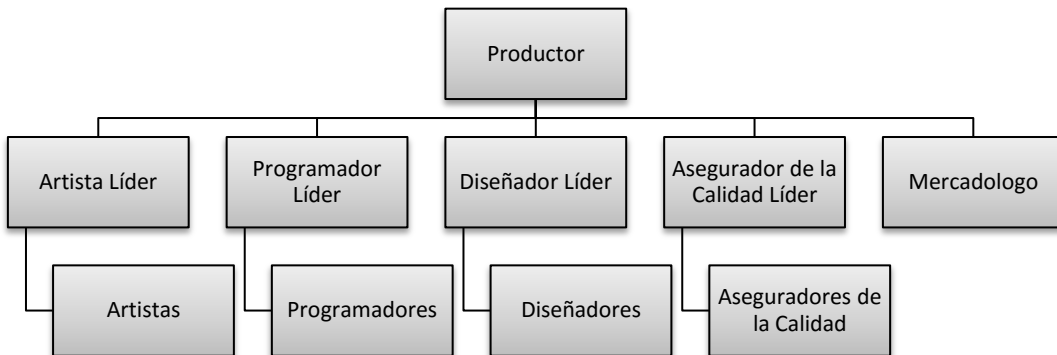 Productor
Artista Líder
Programador
Líder
Diseñador Líder
Asegurador de la
Calidad Líder
Mercadologo
Artistas
Programadores
Diseñadores
Aseguradores de
la Calidad